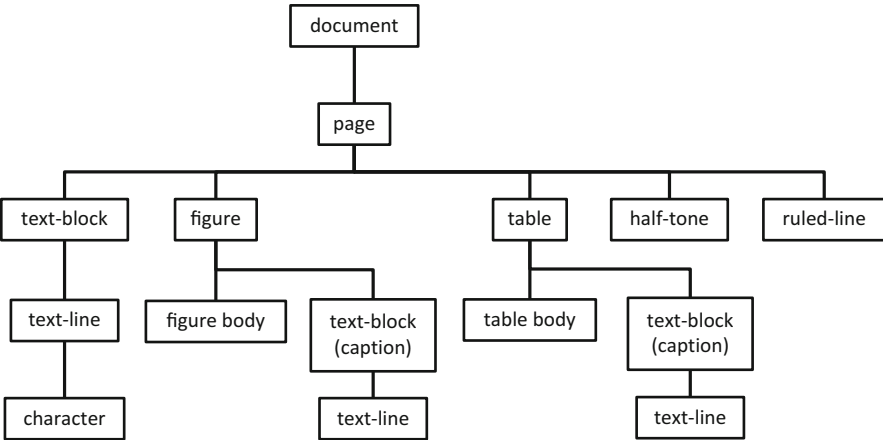 document
page
text-block
figure
table
half-tone
ruled-line
text-line
figure body
text-block
(caption)
table body
text-block
(caption)
character
text-line
text-line